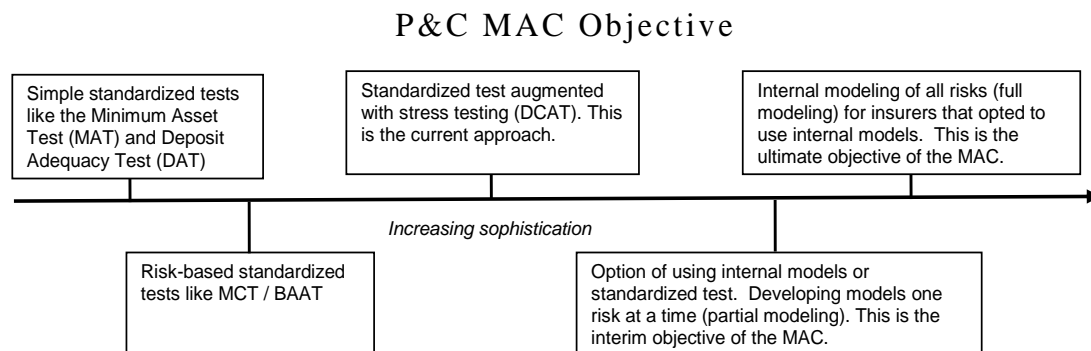 P&C MAC Objective
Simple standardized tests
like the Minimum Asset
Test (MAT) and Deposit
Adequacy Test (DAT)
Standardized test augmented
with stress testing (DCAT). This
is the current approach.
Internal modeling of all risks (full
modeling) for insurers that opted to
use internal models.  This is the
ultimate objective of the MAC.
Increasing sophistication
Risk-based standardized
tests like MCT / BAAT
Option of using internal models or
standardized test.  Developing models one
risk at a time (partial modeling). This is the
interim objective of the MAC.